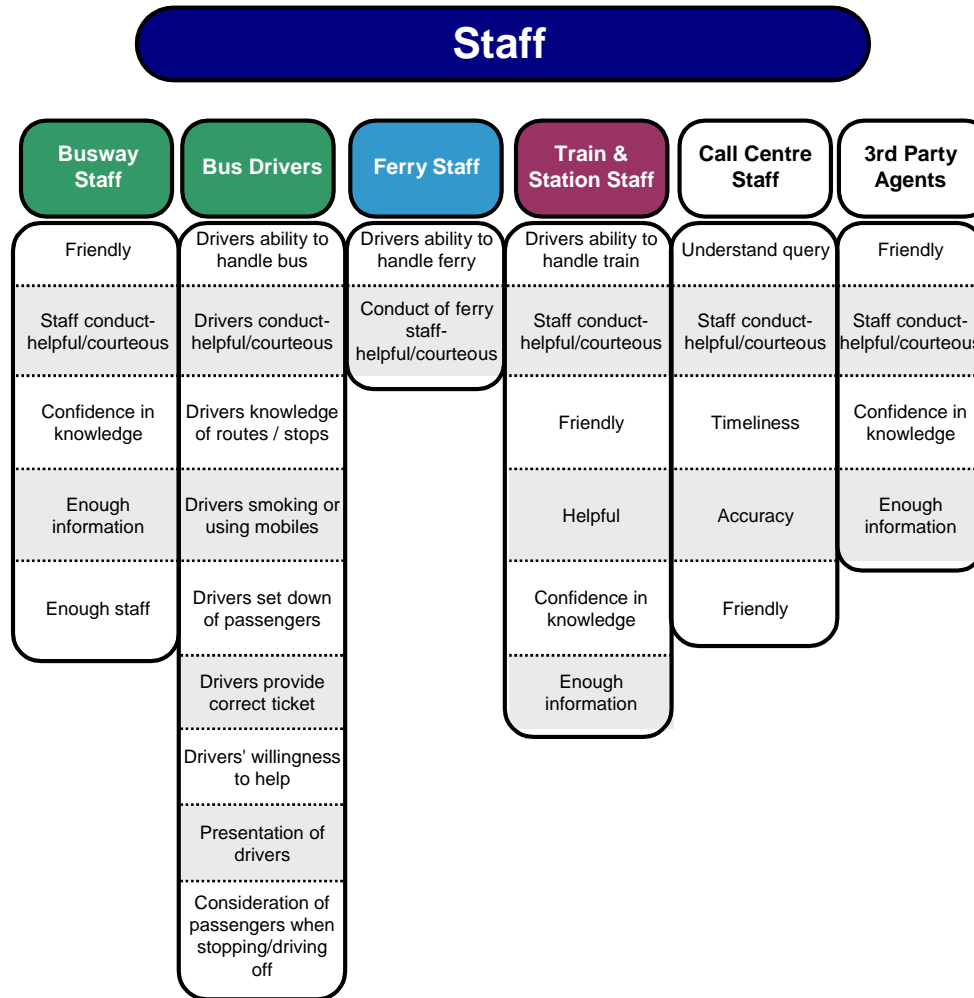 Staff
Busway
Staff
Bus Drivers
Ferry Staff
Train &
Station Staff
Call Centre
Staff
3rd Party
Agents
Friendly
Staff conduct-
helpful/courteous
Confidence in
knowledge
Enough
information
Enough staff
Drivers ability to
handle bus
Drivers conduct-
helpful/courteous
Drivers knowledge
of routes / stops
Drivers smoking or
using mobiles
Drivers set down
of passengers
Drivers provide
correct ticket
Drivers' willingness
to help
Presentation of
drivers
Consideration of
passengers when
stopping/driving
off
Drivers ability to
handle ferry
Conduct of ferry
staff-
helpful/courteous
Drivers ability to
handle train
Staff conduct-
helpful/courteous
Friendly
Helpful
Confidence in
knowledge
Enough
information
Understand query
Staff conduct-
helpful/courteous
Timeliness
Accuracy
Friendly
Friendly
Staff conduct-
helpful/courteous
Confidence in
knowledge
Enough
information